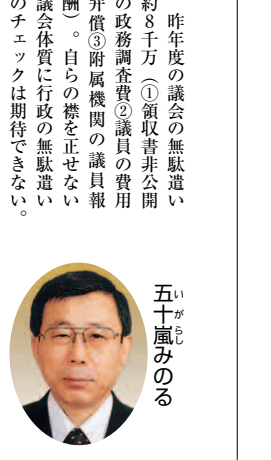 昨年度の議会の無駄遣い
約８千万（①領収書非公開
の政務調査費②議員の費用
弁償③附属機関の議員報
酬）。自らの襟を正せない
議会体質に行政の無駄遣い
のチェックは期待できない。
五十嵐みのる
いがらし